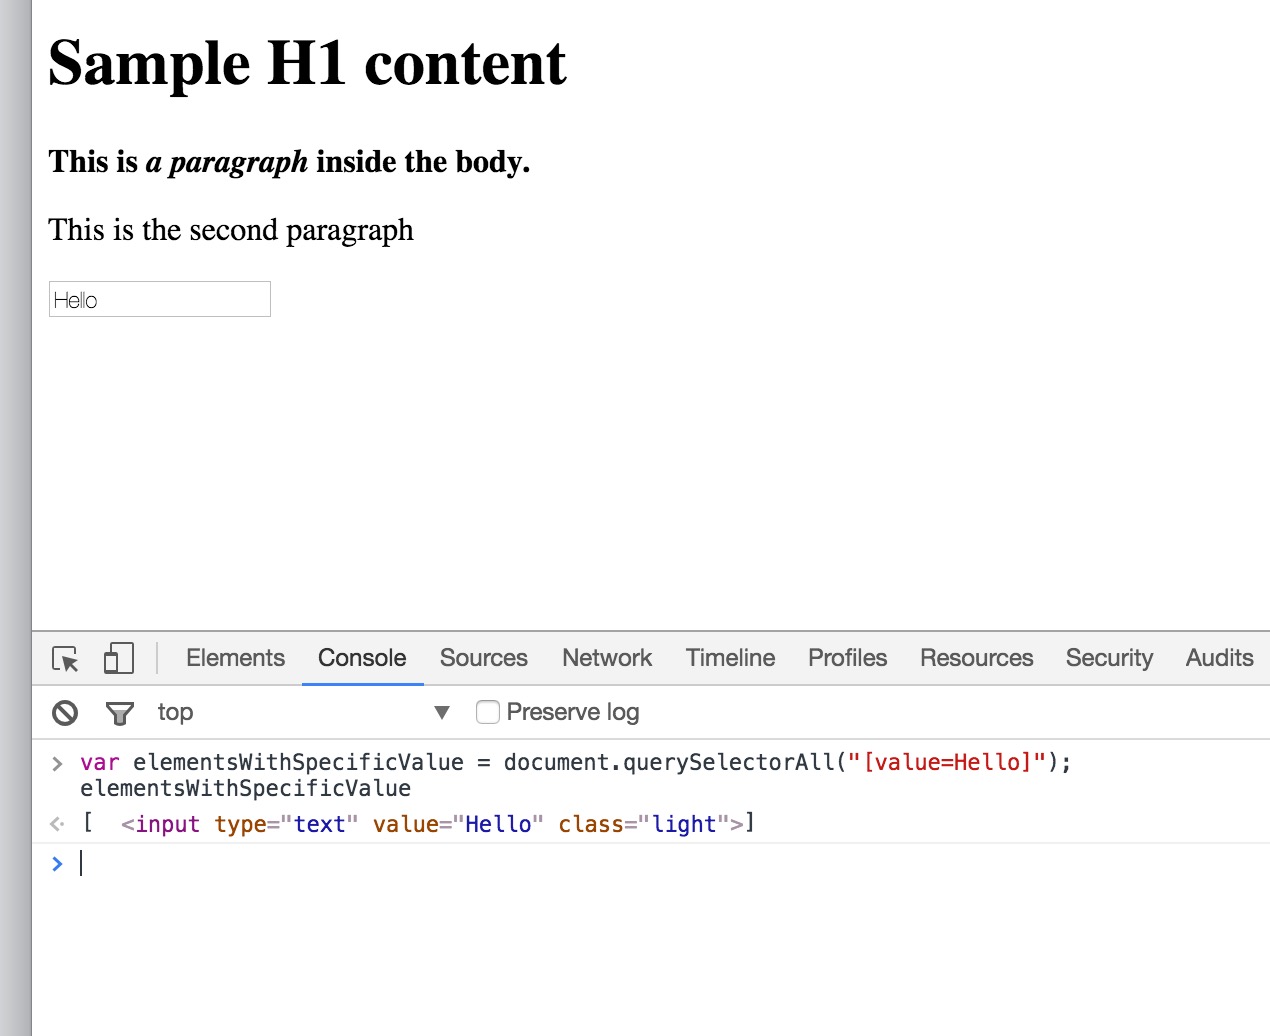 Sample H1 content
This is a paragraph inside the body.
This is the second paragraph
Hello
Elements Console Sources Network Timeline Profiles Resources Security Audits
top ▼ Preserve log
> var elementsWithSpecificValue = document.querySelectorAll("[value=Hello]");
elementsWithSpecificValue
[ <input type="text" value="Hello" class="light">]
>